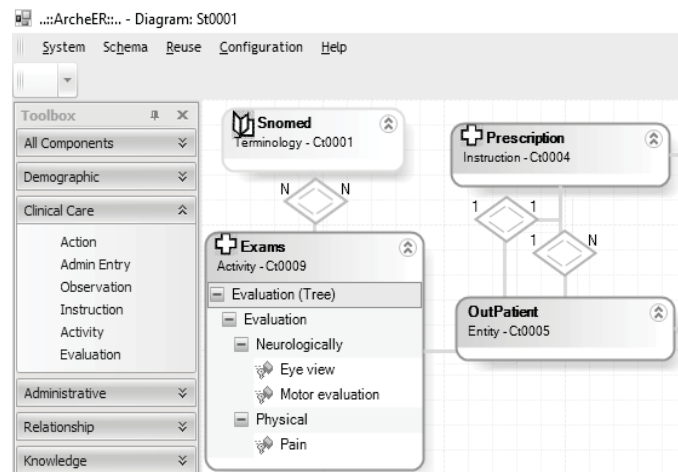 ..::ArcheER::.. - Diagram: St0001
System Schema Reuse Configuration Help
Toolbox
All Components
Demographic
Clinical Care
Action
Admin Entry
Observation
Instruction
Activity
Evaluation
Administrative
Relationship
Knowledge
Snomed
Terminology - Ct0001
N N
Exams
Activity - Ct0009
Evaluation (Tree)
Evaluation
Neurologically
Eye view
Motor evaluation
Physical
Pain
Prescription
Instruction - Ct0004
1 1
1 N
OutPatient
Entity - Ct0005